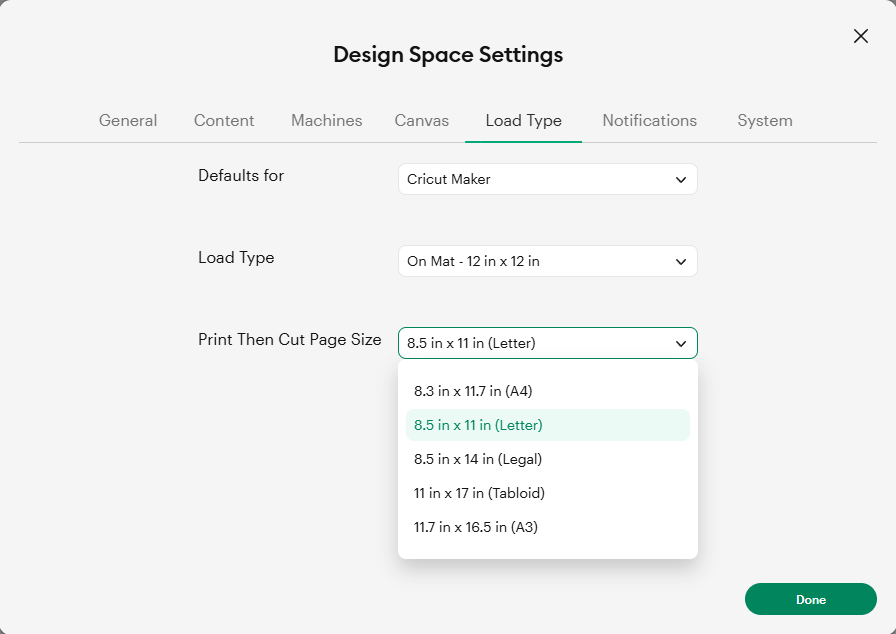 Design Space Settings
General Content Machines Canvas Load Type Notifications System
Defaults for Cricut Maker
Load Type On Mat - 12 in x 12 in
Print Then Cut Page Size 8.5 in x 11 in (Letter)
8.3 in x 11.7 in (A4)
8.5 in x 11 in (Letter)
8.5 in x 14 in (Legal)
11 in x 17 in (Tabloid)
11.7 in x 16.5 in (A3)
Done